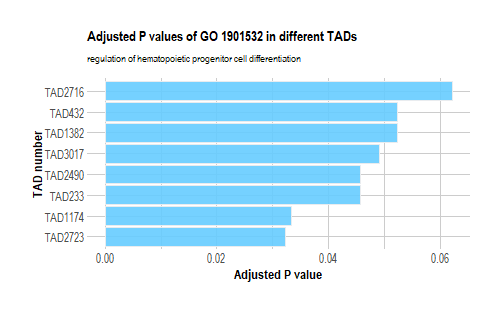 Adjusted P values of GO 1901532 in different TADs
regulation of hematopoietic progenitor cell differentiation
TAD number
TAD2716
TAD432
TAD1382
TAD3017
TAD2490
TAD233
TAD1174
TAD2723
0.00 0.02 0.04 0.06
Adjusted P value